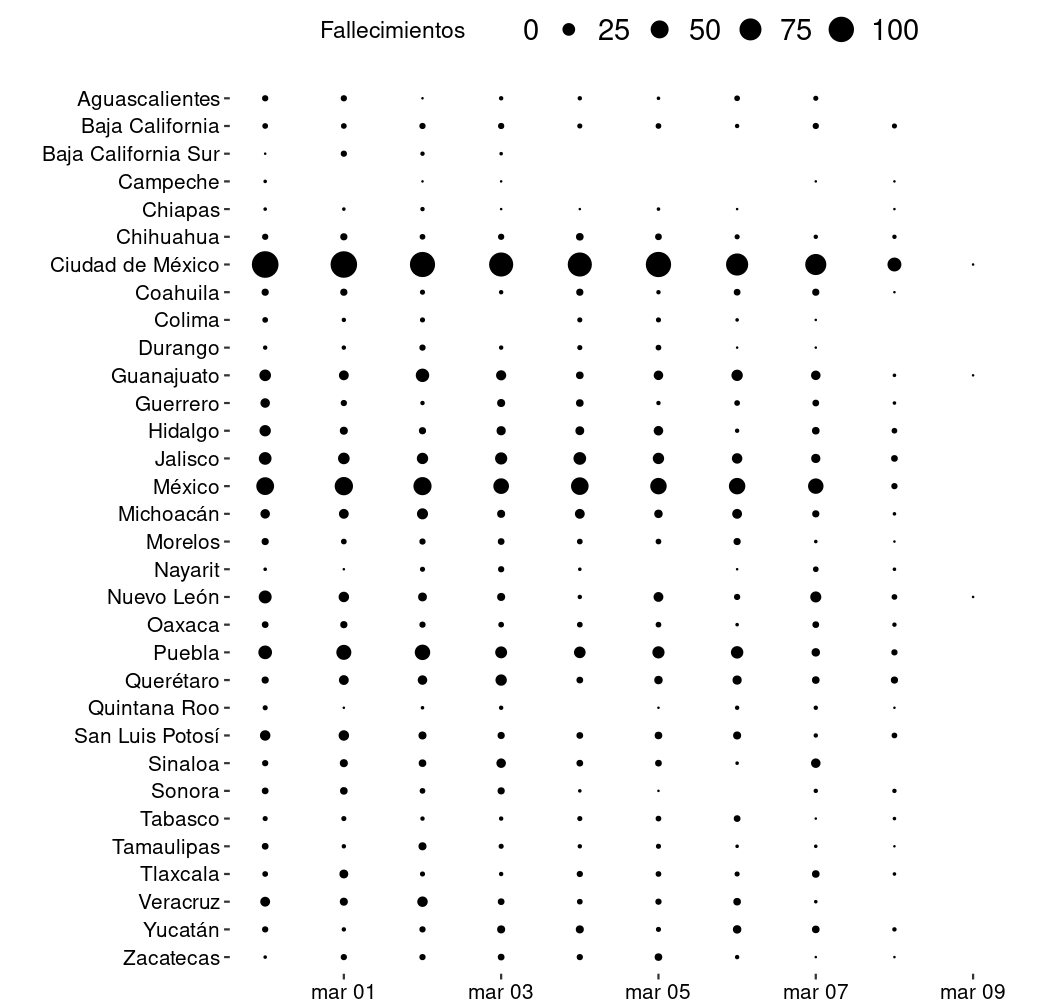 Fallecimientos 0 25 50 75 100
Aguascalientes
Baja California
Baja California Sur
Campeche
Chiapas
Chihuahua
Ciudad de México
Coahuila
Colima
Durango
Guanajuato
Guerrero
Hidalgo
Jalisco
México
Michoacán
Morelos
Nayarit
Nuevo León
Oaxaca
Puebla
Querétaro
Quintana Roo
San Luis Potosí
Sinaloa
Sonora
Tabasco
Tamaulipas
Tlaxcala
Veracruz
Yucatán
Zacatecas
mar 01 mar 03 mar 05 mar 07 mar 09